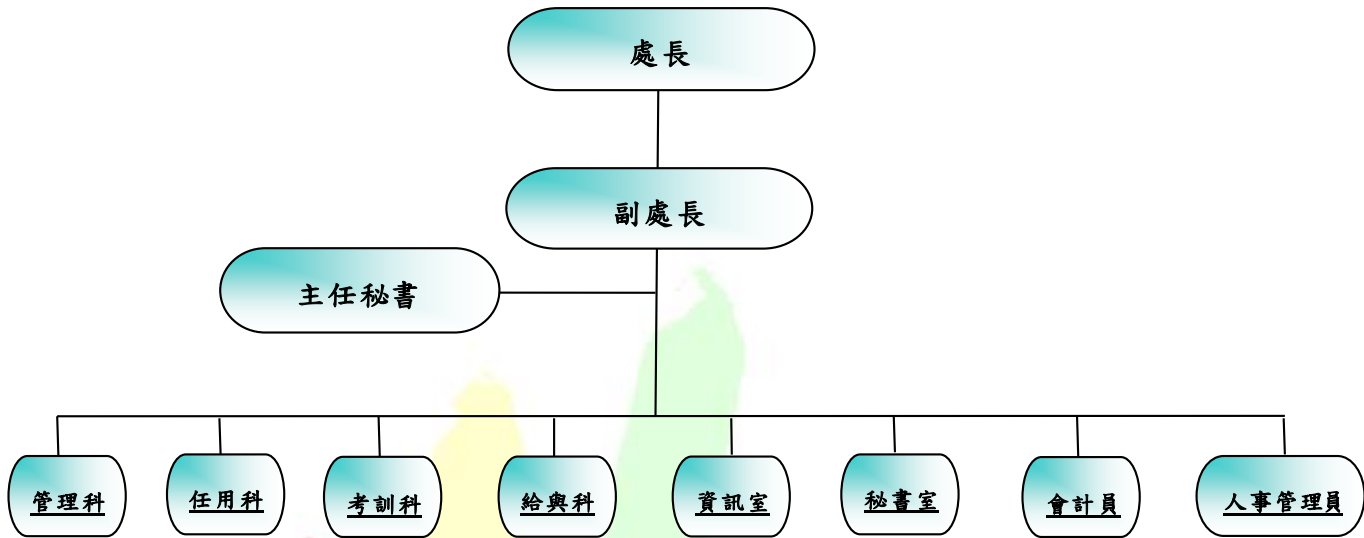 處長
副處長
主任秘書
管理科
任用科
考訓科
給與科
資訊室
秘書室
會計員
人事管理員